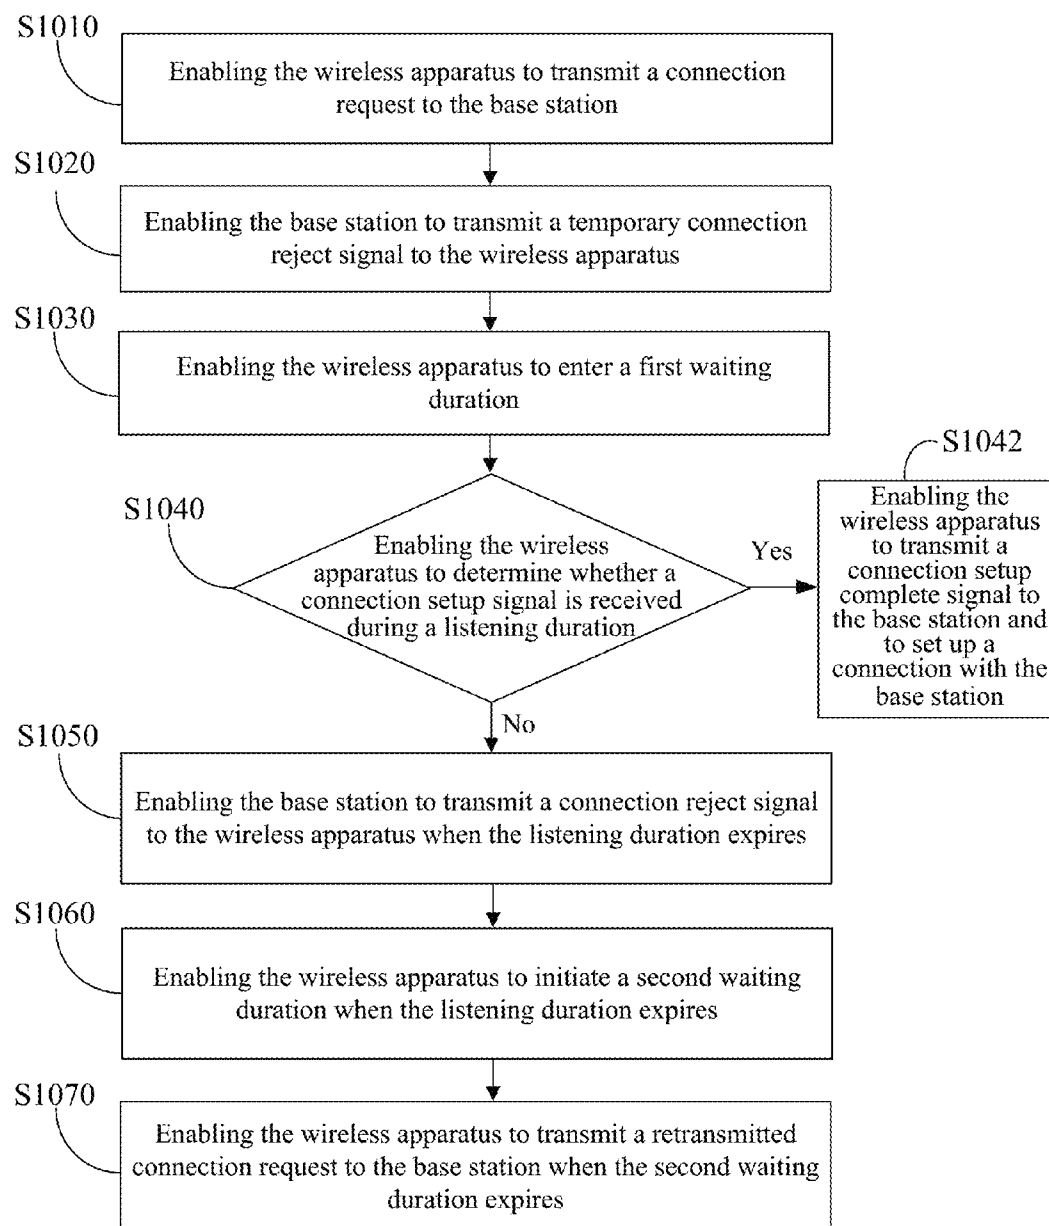 S1010
Enabling the wireless apparatus to transmit a connection
request to the base station
S1020
Enabling the base station to transmit a temporary connection
reject signal to the wireless apparatus
S1030
Enabling the wireless apparatus to enter a first waiting
duration
S1040
Enabling the wireless
apparatus to determine whether a
connection setup signal is received
during a listening duration
Yes
S1042
Enabling the
wireless apparatus
to transmit a
connection setup
complete signal to
the base station and
to set up a
connection with the
base station
No
S1050
Enabling the base station to transmit a connection reject signal
to the wireless apparatus when the listening duration expires
S1060
Enabling the wireless apparatus to initiate a second waiting
duration when the listening duration expires
S1070
Enabling the wireless apparatus to transmit a retransmitted
connection request to the base station when the second waiting
duration expires